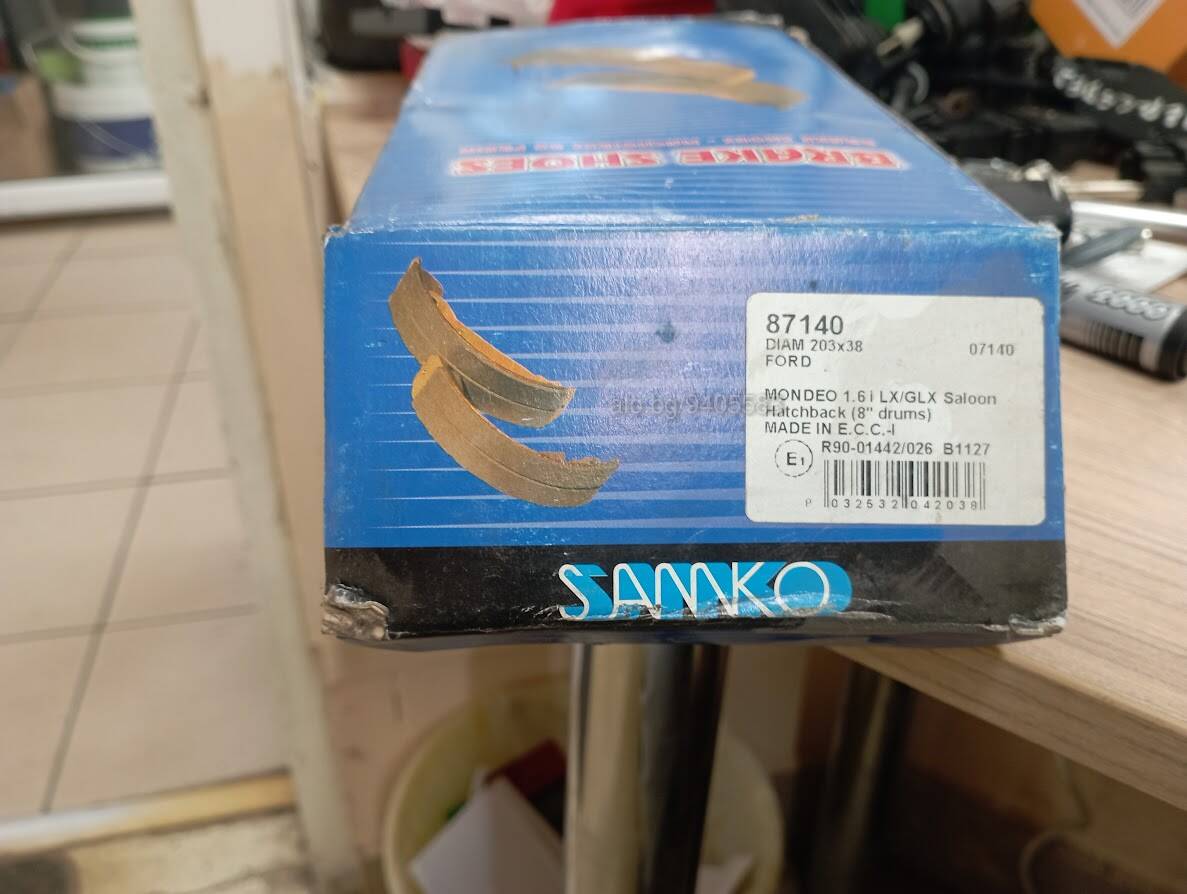 BRAKE SHOES
87140
DIAM 203x38 07140
FORD
MONDEO 1.6i LX/GLX Saloon
Hatchback (8" drums)
MADE IN E.C.C.-I
E1 R90-01442/026 B1127
P 032532 042038
SAMKO